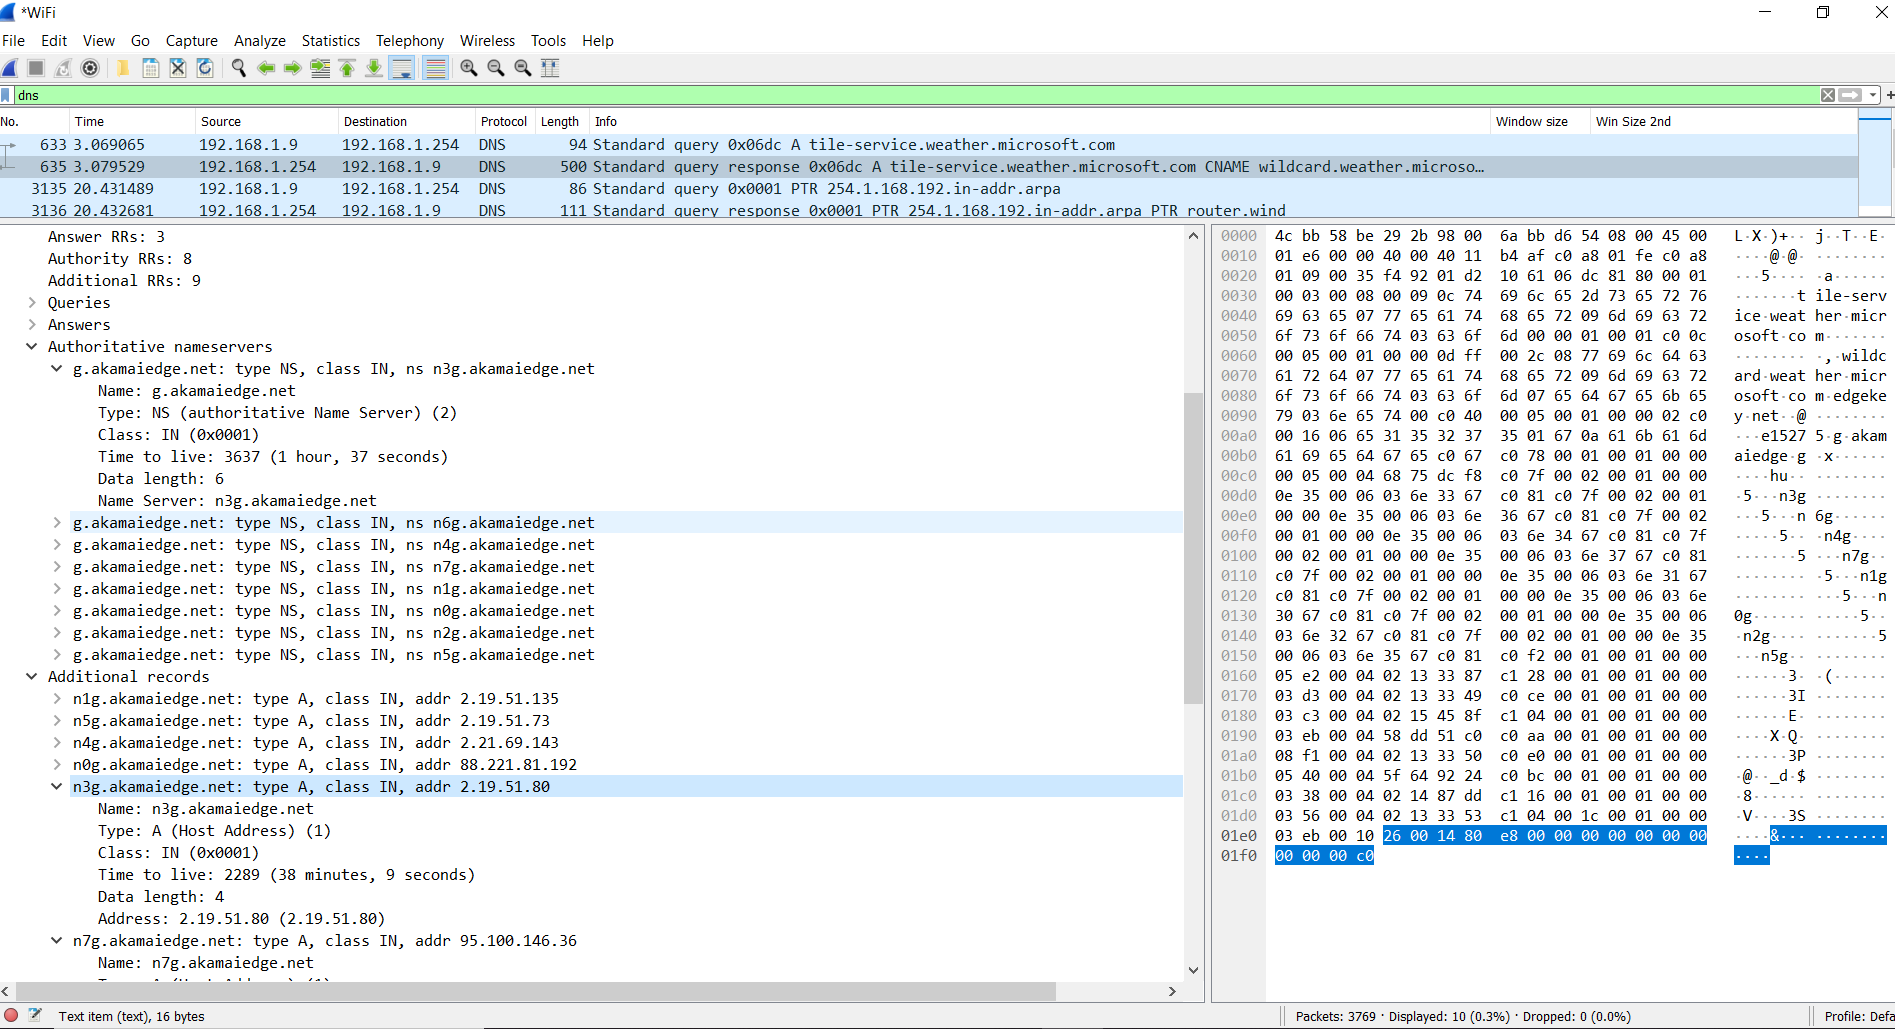 *WiFi
File Edit View Go Capture Analyze Statistics Telephony Wireless Tools Help
dns
No. Time Source Destination Protocol Length Info Window size Win Size 2nd
633 3.069065 192.168.1.9 192.168.1.254 DNS 94 Standard query 0x06dc A tile-service.weather.microsoft.com
635 3.079529 192.168.1.254 192.168.1.9 DNS 500 Standard query response 0x06dc A tile-service.weather.microsoft.com CNAME wildcard.weather.microso…
3135 20.431489 192.168.1.9 192.168.1.254 DNS 86 Standard query 0x0001 PTR 254.1.168.192.in-addr.arpa
3136 20.432681 192.168.1.254 192.168.1.9 DNS 111 Standard query response 0x0001 PTR 254.1.168.192.in-addr.arpa PTR router.wind
Answer RRs: 3
Authority RRs: 8
Additional RRs: 9
Queries
Answers
Authoritative nameservers
g.akamaiedge.net: type NS, class IN, ns n3g.akamaiedge.net
Name: g.akamaiedge.net
Type: NS (authoritative Name Server) (2)
Class: IN (0x0001)
Time to live: 3637 (1 hour, 37 seconds)
Data length: 6
Name Server: n3g.akamaiedge.net
g.akamaiedge.net: type NS, class IN, ns n6g.akamaiedge.net
g.akamaiedge.net: type NS, class IN, ns n4g.akamaiedge.net
g.akamaiedge.net: type NS, class IN, ns n7g.akamaiedge.net
g.akamaiedge.net: type NS, class IN, ns n1g.akamaiedge.net
g.akamaiedge.net: type NS, class IN, ns n0g.akamaiedge.net
g.akamaiedge.net: type NS, class IN, ns n2g.akamaiedge.net
g.akamaiedge.net: type NS, class IN, ns n5g.akamaiedge.net
Additional records
n1g.akamaiedge.net: type A, class IN, addr 2.19.51.135
n5g.akamaiedge.net: type A, class IN, addr 2.19.51.73
n4g.akamaiedge.net: type A, class IN, addr 2.21.69.143
n0g.akamaiedge.net: type A, class IN, addr 88.221.81.192
n3g.akamaiedge.net: type A, class IN, addr 2.19.51.80
Name: n3g.akamaiedge.net
Type: A (Host Address) (1)
Class: IN (0x0001)
Time to live: 2289 (38 minutes, 9 seconds)
Data length: 4
Address: 2.19.51.80 (2.19.51.80)
n7g.akamaiedge.net: type A, class IN, addr 95.100.146.36
Name: n7g.akamaiedge.net
0000 4c bb 58 be 29 2b 98 00 6a bb d6 54 08 00 45 00 L·X·)+·· j··T··E·
0010 01 e6 00 00 40 00 40 11 b4 af c0 a8 01 fe c0 a8 ····@·@· ········
0020 01 09 00 35 f4 92 01 d2 10 61 06 dc 81 80 00 01 ···5···· ·a······
0030 00 03 00 08 00 09 0c 74 69 6c 65 2d 73 65 72 76 ·······t ile-serv
0040 69 63 65 07 77 65 61 74 68 65 72 09 6d 69 63 72 ice·weat her·micr
0050 6f 73 6f 66 74 03 63 6f 6d 00 00 01 00 01 c0 0c osoft·co m·······
0060 00 05 00 01 00 00 0d ff 00 2c 08 77 69 6c 64 63 ········ ·,·wildc
0070 61 72 64 07 77 65 61 74 68 65 72 09 6d 69 63 72 ard·weat her·micr
0080 6f 73 6f 66 74 03 63 6f 6d 07 65 64 67 65 6b 65 osoft·co m·edgeke
0090 79 03 6e 65 74 00 c0 40 00 05 00 01 00 00 02 c0 y·net··@ ········
00a0 00 16 06 65 31 35 32 37 35 01 67 0a 61 6b 61 6d ···e1527 5·g·akam
00b0 61 69 65 64 67 65 c0 67 c0 78 00 01 00 01 00 00 aiedge·g ·x······
00c0 00 05 00 04 68 75 dc f8 c0 7f 00 02 00 01 00 00 ····hu·· ········
00d0 0e 35 00 06 03 6e 33 67 c0 81 c0 7f 00 02 00 01 ·5···n3g ········
00e0 00 00 0e 35 00 06 03 6e 36 67 c0 81 c0 7f 00 02 ···5···n 6g······
00f0 00 01 00 00 0e 35 00 06 03 6e 34 67 c0 81 c0 7f ·····5·· ·n4g····
0100 00 02 00 01 00 00 0e 35 00 06 03 6e 37 67 c0 81 ·······5 ···n7g··
0110 c0 7f 00 02 00 01 00 00 0e 35 00 06 03 6e 31 67 ········ ·5···n1g
0120 c0 81 c0 7f 00 02 00 01 00 00 0e 35 00 06 03 6e ········ ···5···n
0130 30 67 c0 81 c0 7f 00 02 00 01 00 00 0e 35 00 06 0g······ ·····5··
0140 03 6e 32 67 c0 81 c0 7f 00 02 00 01 00 00 0e 35 ·n2g···· ·······5
0150 00 06 03 6e 35 67 c0 81 c0 f2 00 01 00 01 00 00 ···n5g·· ········
0160 05 e2 00 04 02 13 33 87 c1 28 00 01 00 01 00 00 ······3· ·(······
0170 03 d3 00 04 02 13 33 49 c0 ce 00 01 00 01 00 00 ······3I ········
0180 03 c3 00 04 02 15 45 8f c1 04 00 01 00 01 00 00 ······E· ········
0190 03 eb 00 04 58 dd 51 c0 c0 aa 00 01 00 01 00 00 ····X·Q· ········
01a0 08 f1 00 04 02 13 33 50 c0 e0 00 01 00 01 00 00 ······3P ········
01b0 05 40 00 04 5f 64 92 24 c0 bc 00 01 00 01 00 00 ·@··_d·$ ········
01c0 03 38 00 04 02 14 87 dd c1 16 00 01 00 01 00 00 ·8······ ········
01d0 03 56 00 04 02 13 33 53 c1 04 00 1c 00 01 00 00 ·V····3S ········
01e0 03 eb 00 10 26 00 14 80 e8 00 00 00 00 00 00 00 ····&··· ········
01f0 00 00 00 c0 ····
Text item (text), 16 bytes
Packets: 3769 · Displayed: 10 (0.3%) · Dropped: 0 (0.0%)
Profile: Defa